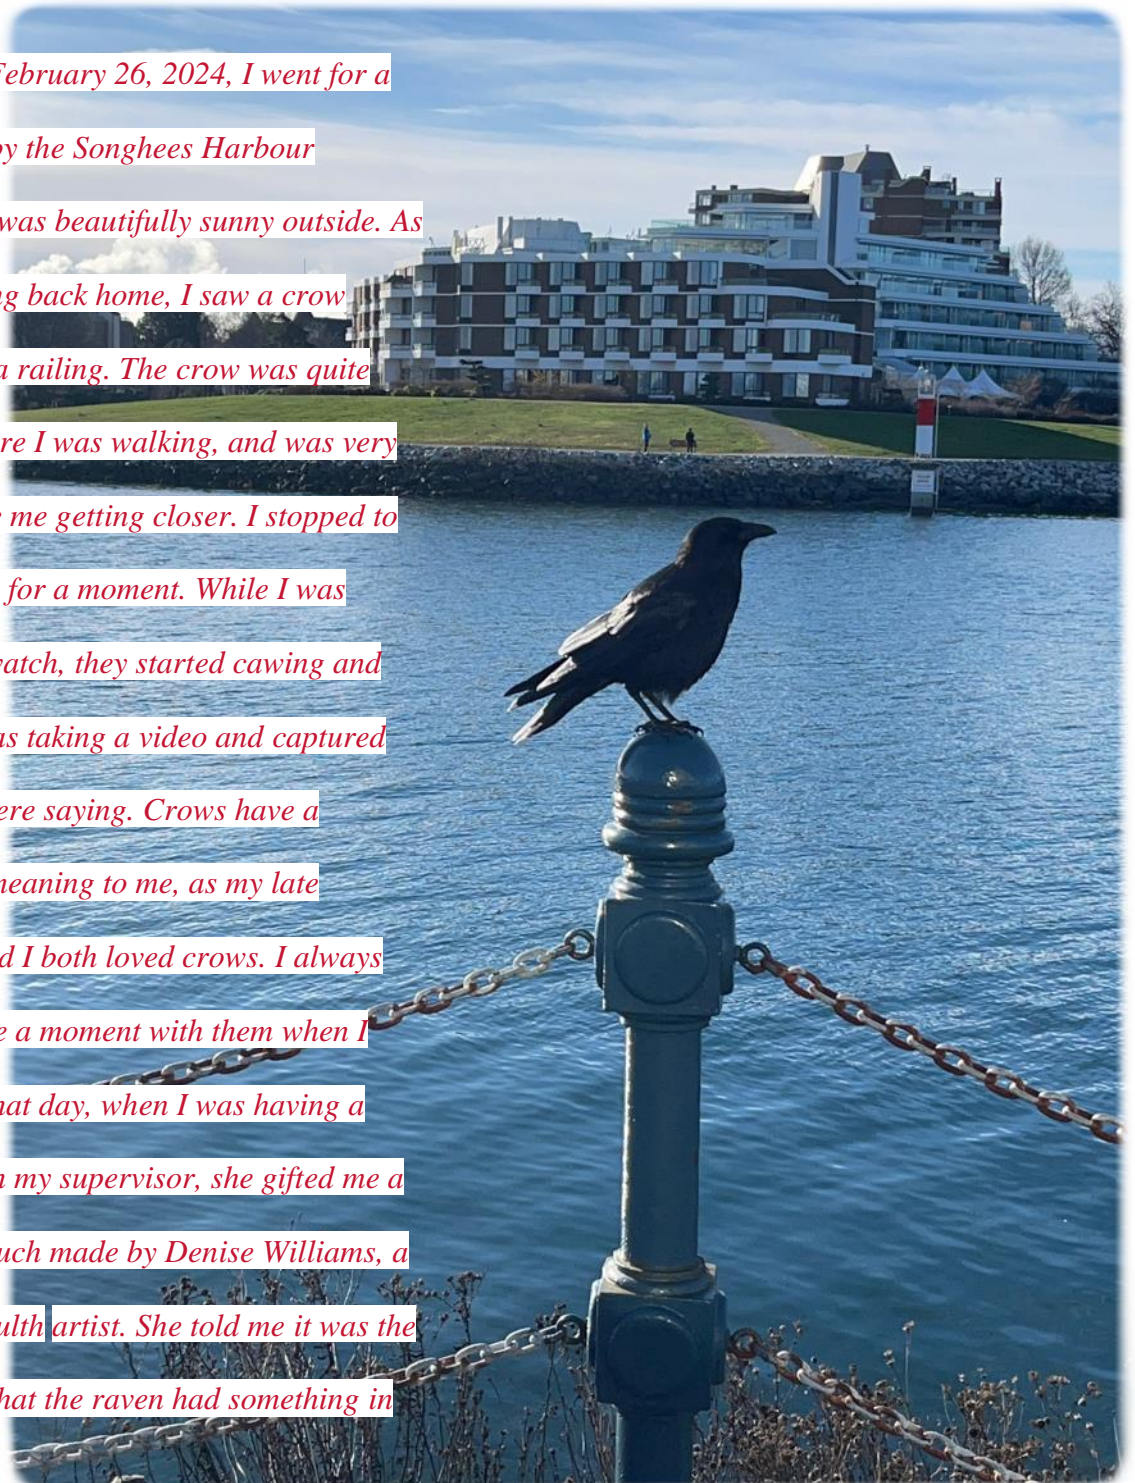 February 26, 2024, I went for a
by the Songhees Harbour
was beautifully sunny outside. As
back home, I saw a crow
a railing. The crow was quite
I was walking, and was very
me getting closer. I stopped to
for a moment. While I was
watch, they started cawing and
taking a video and captured
saying. Crows have a
meaning to me, as my late
I both loved crows. I always
a moment with them when I
day, when I was having a
my supervisor, she gifted me a
made by Denise Williams, a
artist. She told me it was the
that the raven had something in